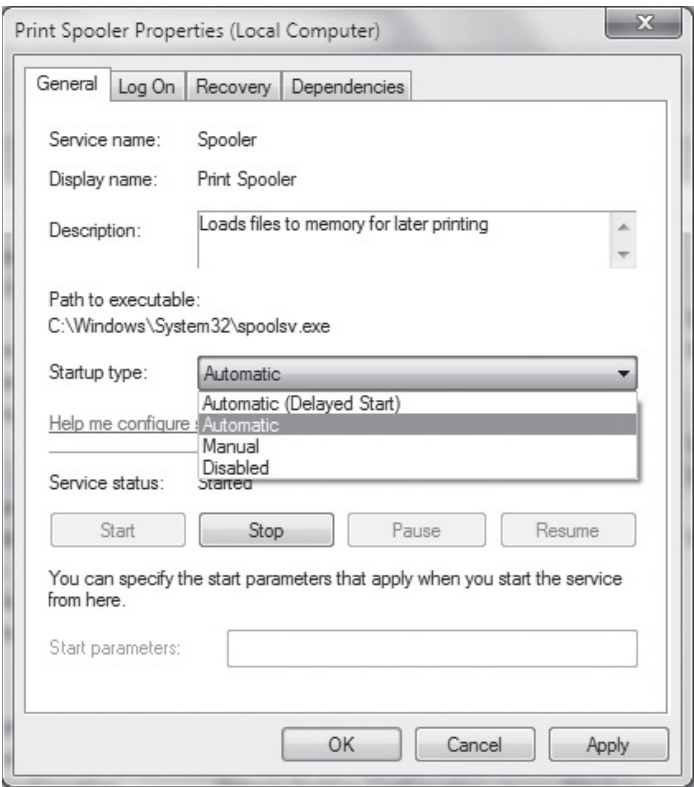 Print Spooler Properties (Local Computer)
General Log On Recovery Dependencies
Service name: Spooler
Display name: Print Spooler
Description: Loads files to memory for later printing
Path to executable:
C:\Windows\System32\spoolsv.exe
Startup type: Automatic
Automatic (Delayed Start)
Help me configure Automatic
Manual
Disabled
Service status: Started
Start Stop Pause Resume
You can specify the start parameters that apply when you start the service
from here.
Start parameters:
OK Cancel Apply